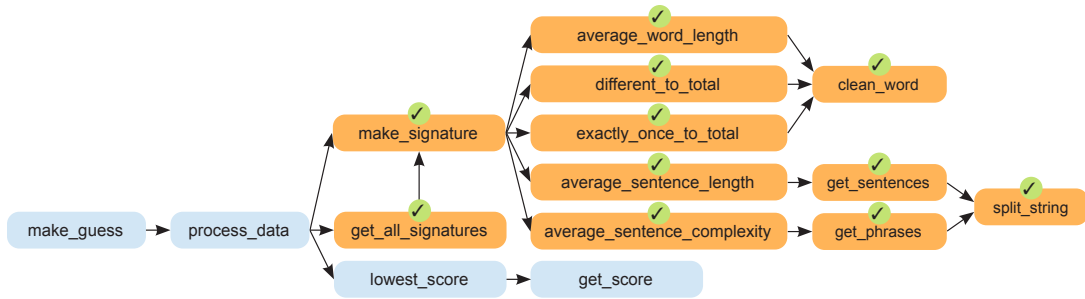 average_word_length
different_to_total
clean_word
make_signature
exactly_once_to_total
average_sentence_length
get_sentences
split_string
make_guess
process_data
get_all_signatures
average_sentence_complexity
get_phrases
lowest_score
get_score